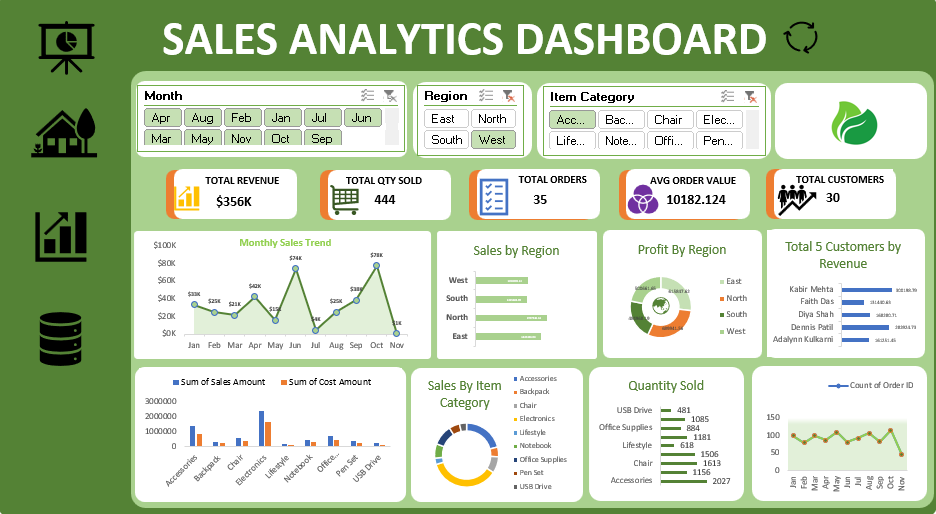 SALES ANALYTICS DASHBOARD
Month
Apr Aug Feb Jan Jul Jun
Mar May Nov Oct Sep
Region
East North
South West
Item Category
Acc... Bac... Chair Elec...
Life... Note... Offi... Pen...
TOTAL REVENUE
$356K
TOTAL QTY SOLD
444
TOTAL ORDERS
35
AVG ORDER VALUE
10182.124
TOTAL CUSTOMERS
30
Monthly Sales Trend
$100K
$80K
$60K
$40K
$20K
$0K
$33K $25K $21K $42K $15K $74K $4K $25K $38K $78K $1K
Jan Feb Mar Apr May Jun Jul Aug Sep Oct Nov
Sales by Region
West
South
North
East
Profit By Region
East
North
South
West
Total 5 Customers by
Revenue
Kabir Mehta
Faith Das
Diya Shah
Dennis Patil
Adalynn Kulkarni
Sum of Sales Amount Sum of Cost Amount
3000000
2000000
1000000
0
Accessories Backpack Chair Electronics Lifestyle Notebook Office... Pen Set USB Drive
Sales By Item
Category
Accessories
Backpack
Chair
Electronics
Lifestyle
Notebook
Office Supplies
Pen Set
USB Drive
Quantity Sold
USB Drive 481
1085
Office Supplies 884
1181
Lifestyle 618
1506
Chair 1613
1156
Accessories 2027
Count of Order ID
150
100
50
0
Jan Feb Mar Apr May Jun Jul Aug Sep Oct Nov